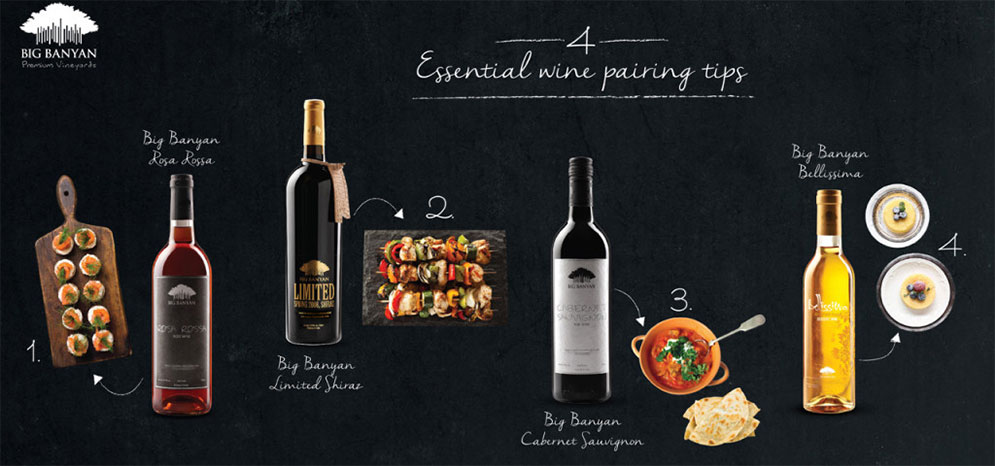 BIG BANYAN
Premium Vineyards
4
Essential wine pairing tips
Big Banyan
Rosa Rossa
1.
BIG BANYAN
ROSA ROSSA
Big Banyan
Limited Shiraz
BIG BANYAN
LIMITED
2.
Big Banyan
Cabernet Sauvignon
BIG BANYAN
CABERNET
SAUVIGNON
3.
Big Banyan
Bellissima
Bellissima
4.